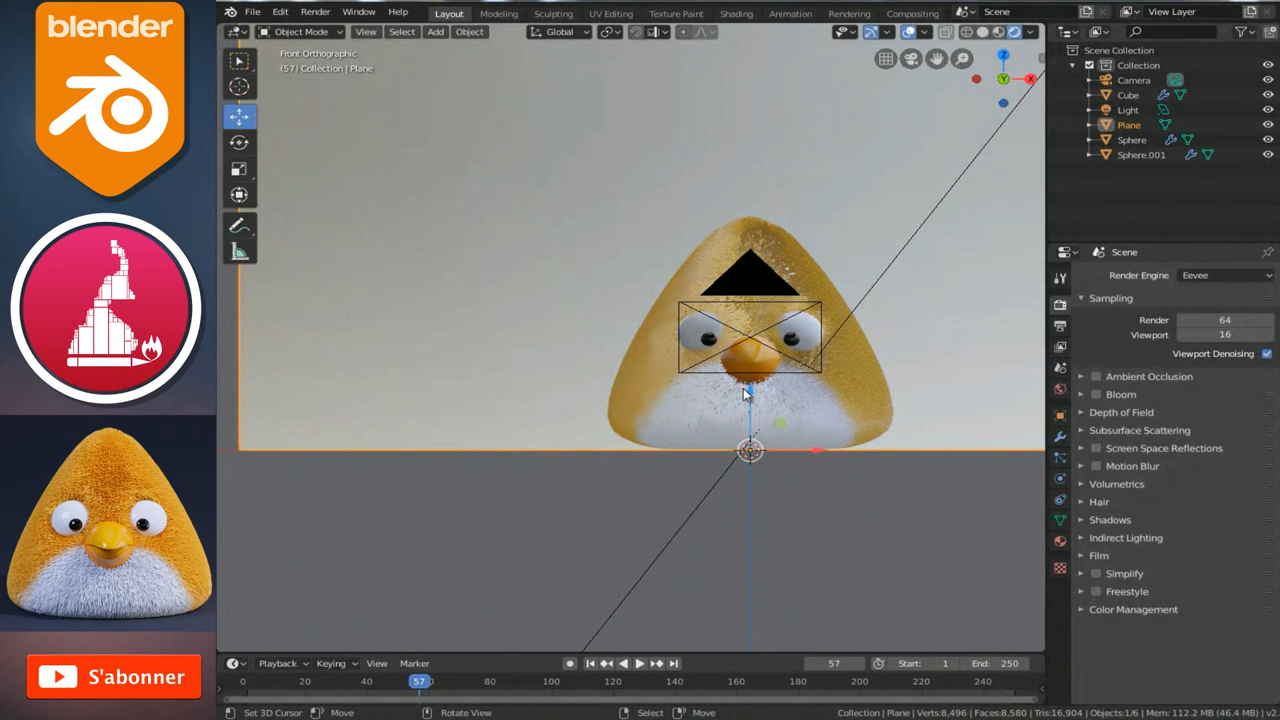 blender
S'abonner
File Edit Render Window Help
Layout Modeling Sculpting UV Editing Texture Paint Shading Animation Rendering Compositing
Scene
View Layer
Object Mode View Select Add Object
Global
Front Orthographic
(57) Collection | Plane
Z
Y
X
Scene Collection
Collection
Camera
Cube
Light
Plane
Sphere
Sphere.001
Scene
Render Engine Eevee
Sampling
Render 64
Viewport 16
Viewport Denoising
Ambient Occlusion
Bloom
Depth of Field
Subsurface Scattering
Screen Space Reflections
Motion Blur
Volumetrics
Hair
Shadows
Indirect Lighting
Film
Simplify
Freestyle
Color Management
Playback Keying View Marker
57 Start: 1 End: 250
0 20 40 57 80 100 120 140 160 180 200 220 240
Set 3D Cursor Move Rotate View Select Move
Collection | Plane Verts:8,496 Faces:8,580 Tris:16,904 Objects:1/6 Mem: 112.2 MB (46.4 MB) v2